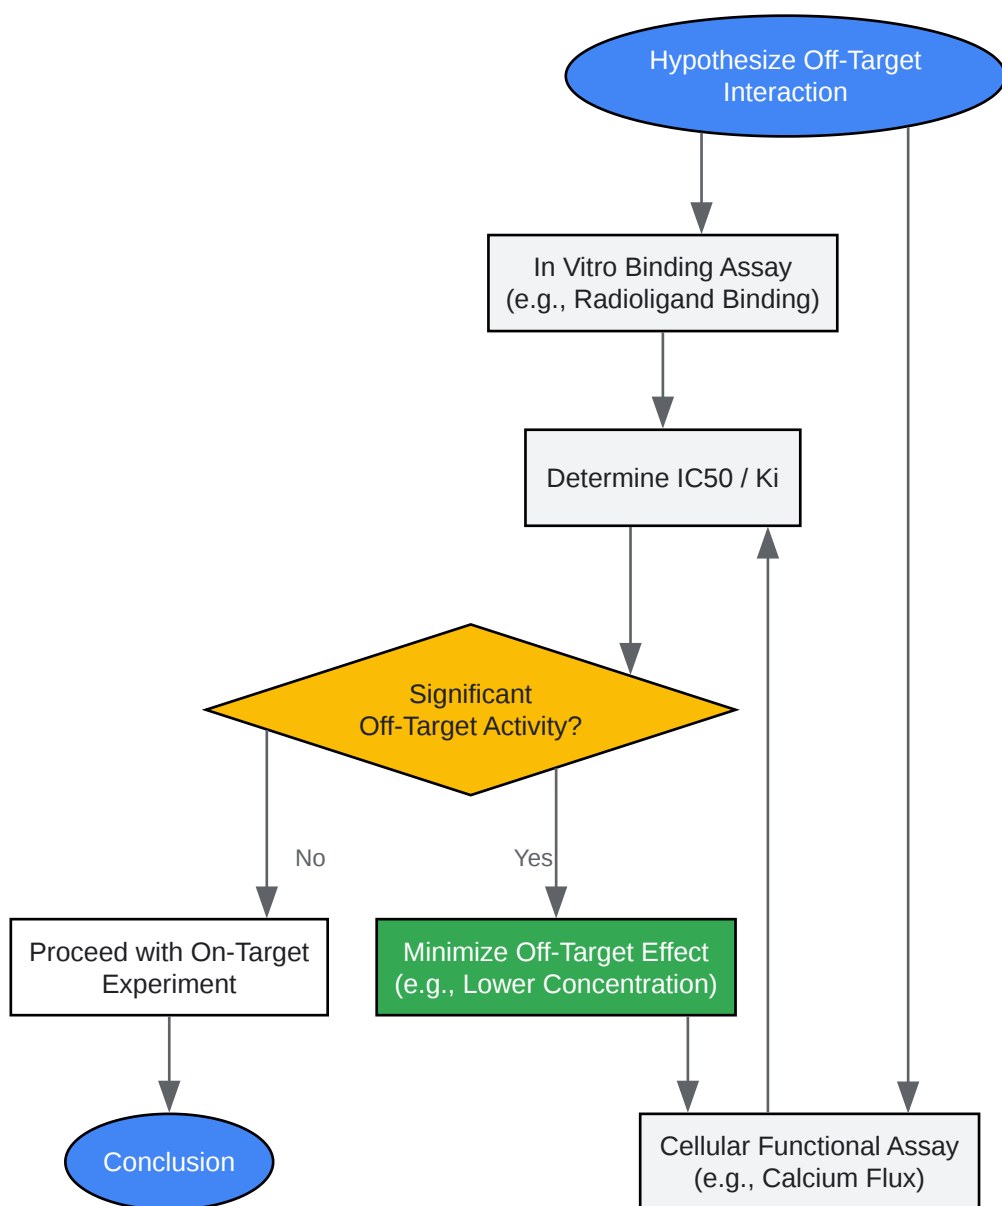 Hypothesize Off-Target
Interaction
In Vitro Binding Assay
(e.g., Radioligand Binding)
Determine IC50 / Ki
Significant
Off-Target Activity?
No
Yes
Proceed with On-Target
Experiment
Minimize Off-Target Effect
(e.g., Lower Concentration)
Conclusion
Cellular Functional Assay
(e.g., Calcium Flux)